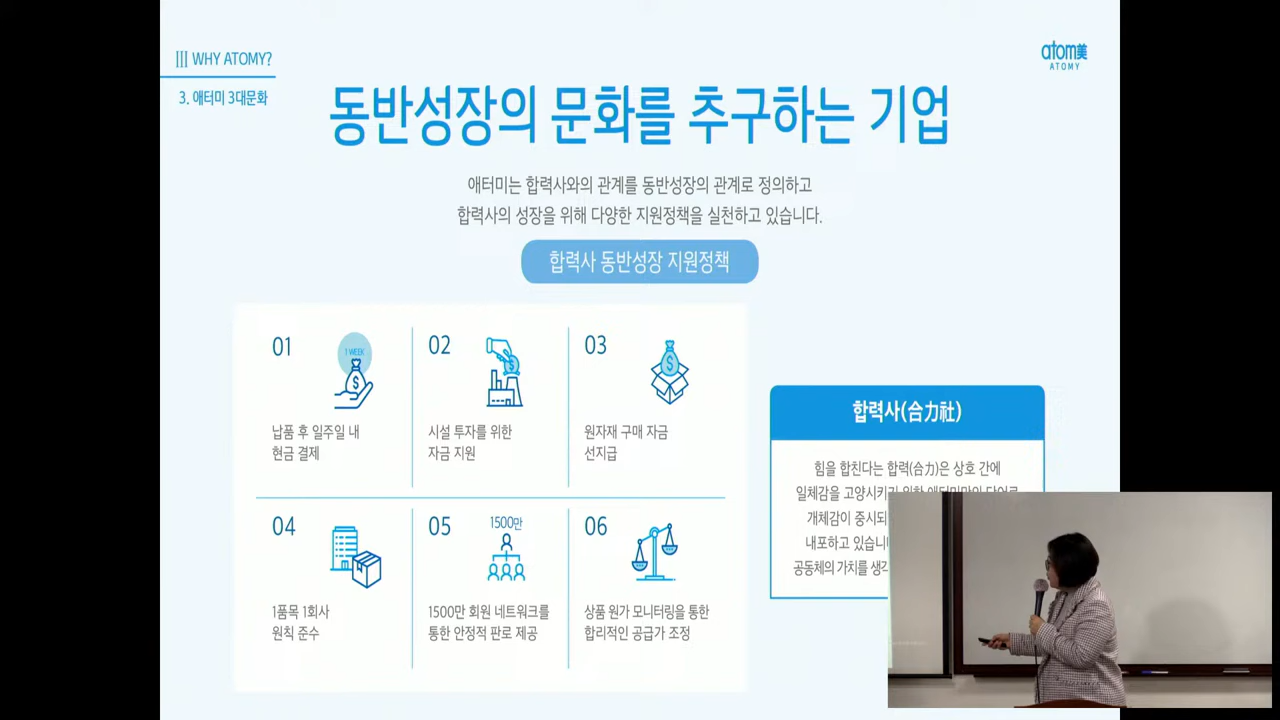 WHY ATOMY?
3. 애터미 3대문화
atom美
ATOMY
동반성장의 문화를 추구하는 기업
애터미는 합력사와의 관계를 동반성장의 관계로 정의하고
합력사의 성장을 위해 다양한 지원정책을 실천하고 있습니다.
합력사 동반성장 지원정책
01
1 WEEK
납품 후 일주일 내
현금 결제
02
시설 투자를 위한
자금 지원
03
원자재 구매 자금
선지급
04
1품목 1회사
원칙 준수
05
1500만
1500만 회원 네트워크를
통한 안정적 판로 제공
06
상품 원가 모니터링을 통한
합리적인 공급가 조정
합력사(合力社)
힘을 합친다는 합력(合力)은 상호 간에
일체감을 고양시키기 위한 애터미만의 단어로
개체감이 중시되
내포하고 있습니
공동체의 가치를 생각